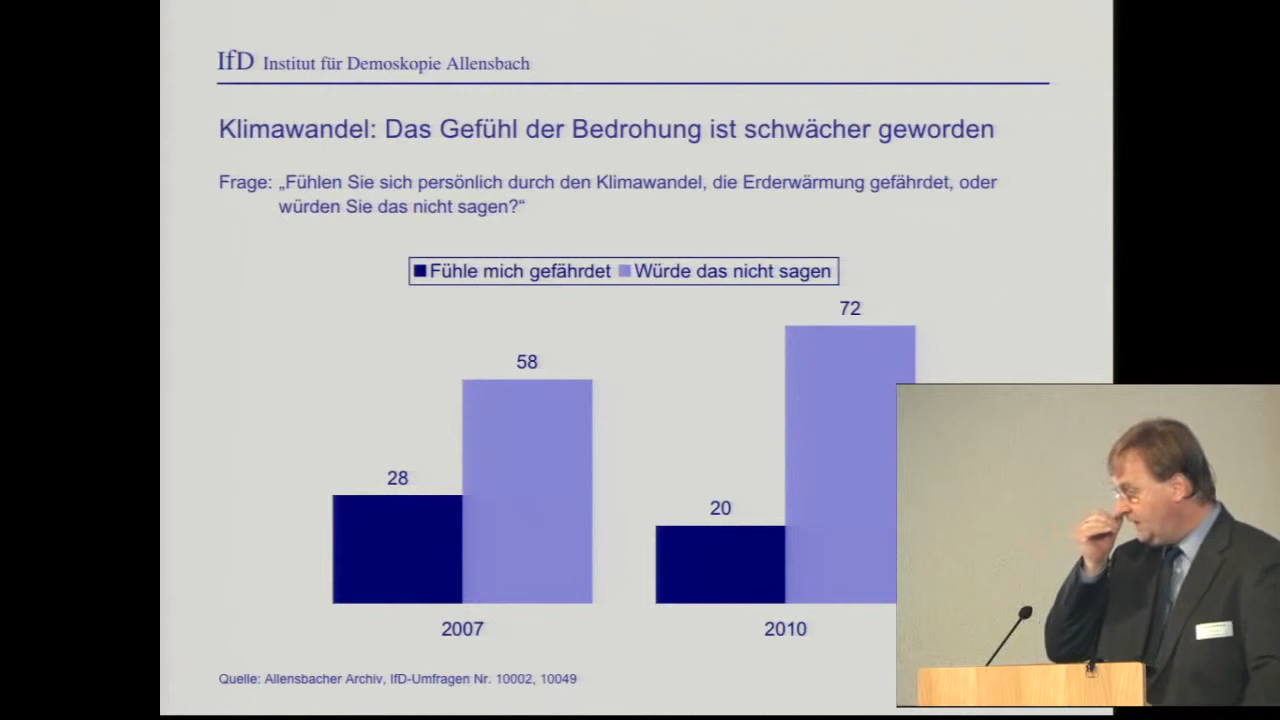 IfD Institut für Demoskopie Allensbach
Klimawandel: Das Gefühl der Bedrohung ist schwächer geworden
Frage: „Fühlen Sie sich persönlich durch den Klimawandel, die Erderwärmung gefährdet, oder
würden Sie das nicht sagen?“
Fühle mich gefährdet Würde das nicht sagen
72
58
28
20
2007 2010
Quelle: Allensbacher Archiv, IfD-Umfragen Nr. 10002, 10049